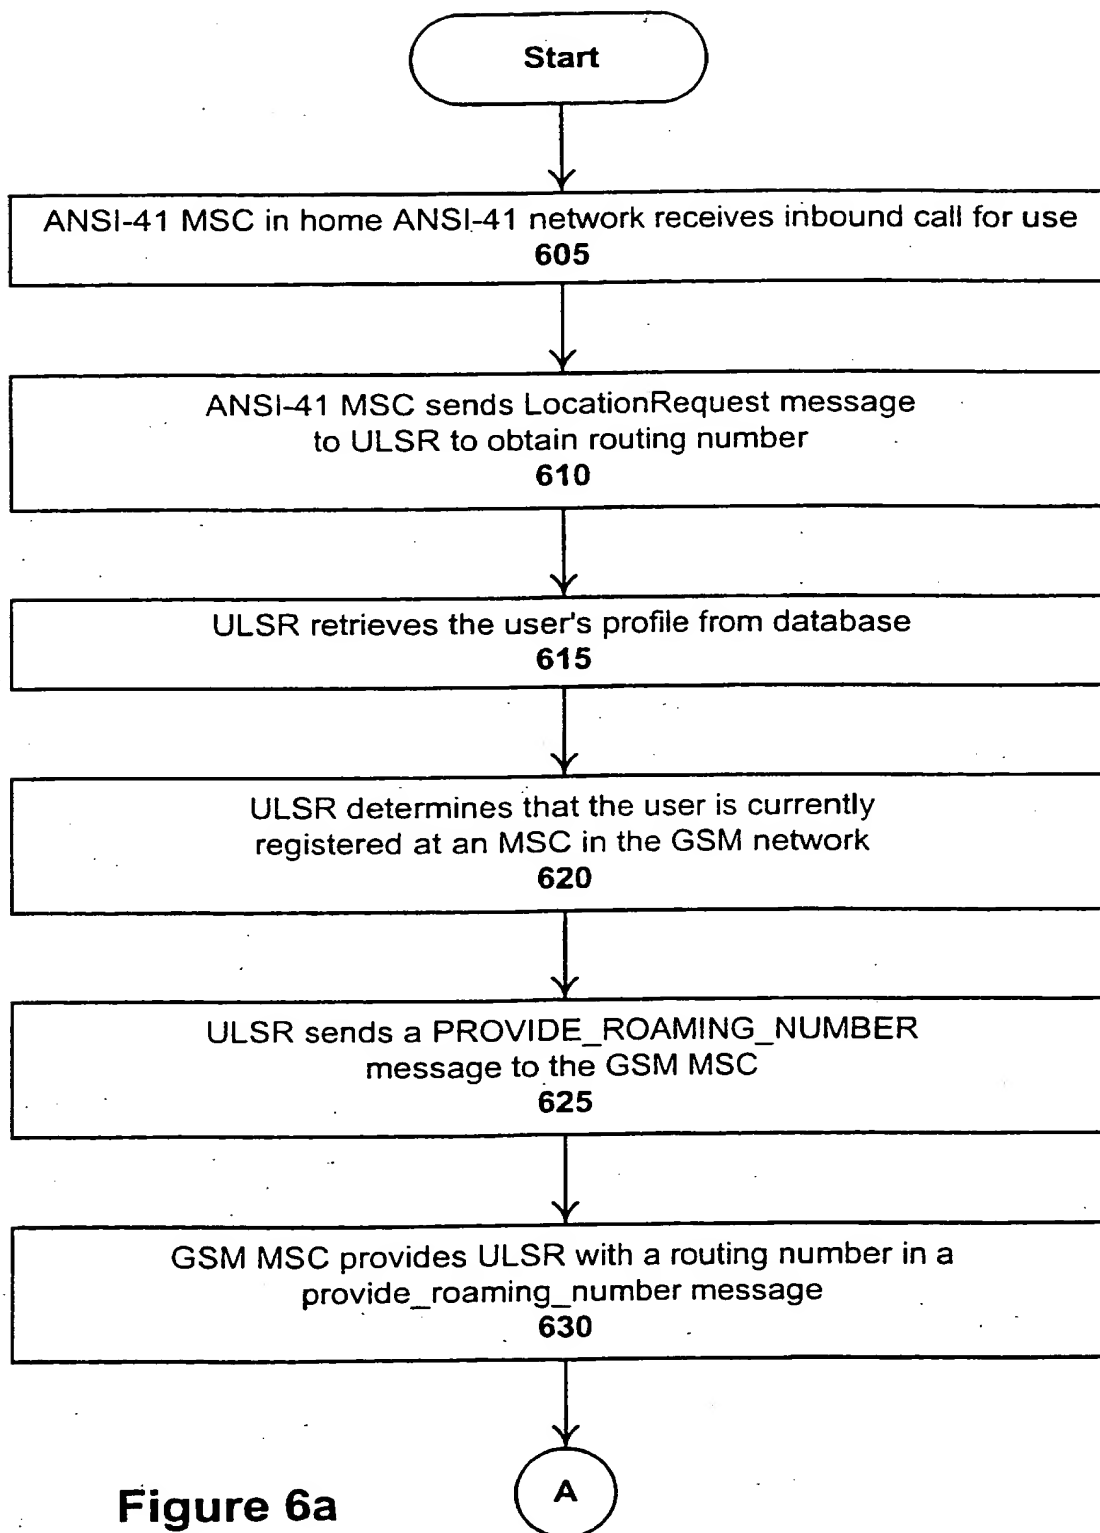 Start
ANSI-41 MSC in home ANSI-41 network receives inbound call for use
605
ANSI-41 MSC sends LocationRequest message
to ULSR to obtain routing number
610
ULSR retrieves the user's profile from database
615
ULSR determines that the user is currently
registered at an MSC in the GSM network
620
ULSR sends a PROVIDE_ROAMING_NUMBER
message to the GSM MSC
625
GSM MSC provides ULSR with a routing number in a
provide_roaming_number message
630
A
Figure 6a